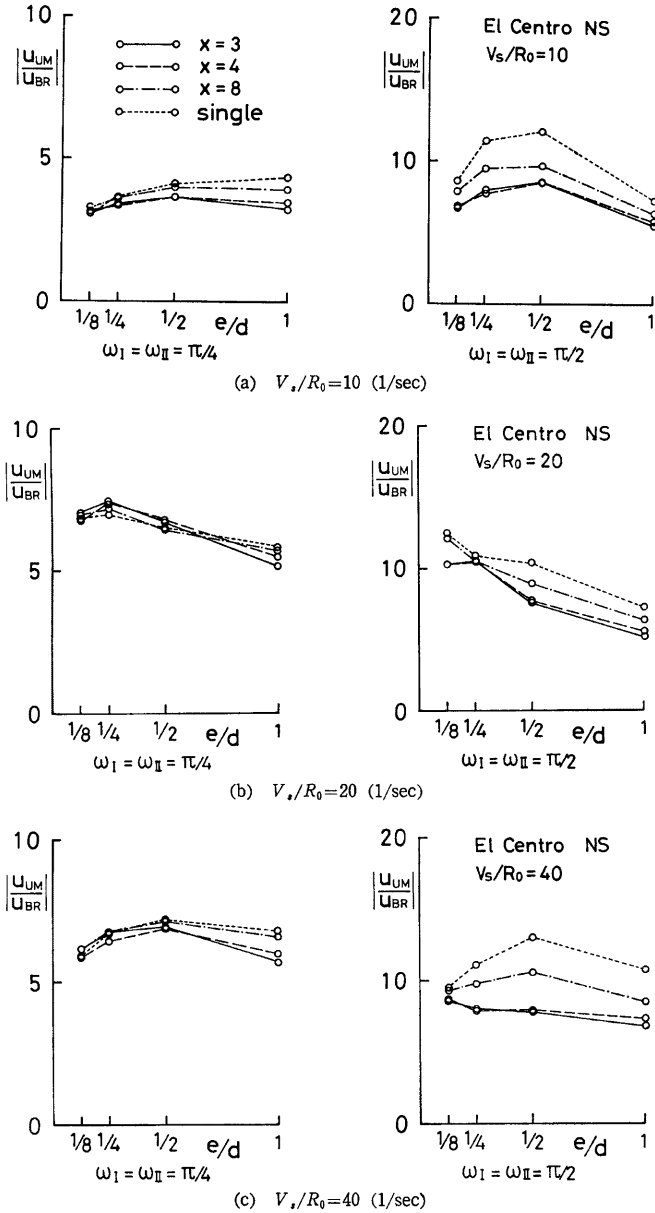 10
|u_UM/u_BR|
x = 3
x = 4
x = 8
single
5
0
1/8 1/4 1/2 e/d 1
ω_I = ω_II = π/4
20
|u_UM/u_BR|
El Centro NS
V_S/R_0=10
10
0
1/8 1/4 1/2 e/d 1
ω_I = ω_II = π/2
(a) V_s/R_0=10 (1/sec)
10
|u_UM/u_BR|
5
0
1/8 1/4 1/2 e/d 1
ω_I = ω_II = π/4
20
|u_UM/u_BR|
El Centro NS
V_S/R_0 = 20
10
0
1/8 1/4 1/2 e/d 1
ω_I = ω_II = π/2
(b) V_s/R_0=20 (1/sec)
10
|u_UM/u_BR|
5
0
1/8 1/4 1/2 e/d 1
ω_I = ω_II = π/4
20
|u_UM/u_BR|
El Centro NS
V_S/R_0 = 40
10
0
1/8 1/4 1/2 e/d 1
ω_I = ω_II = π/2
(c) V_s/R_0=40 (1/sec)